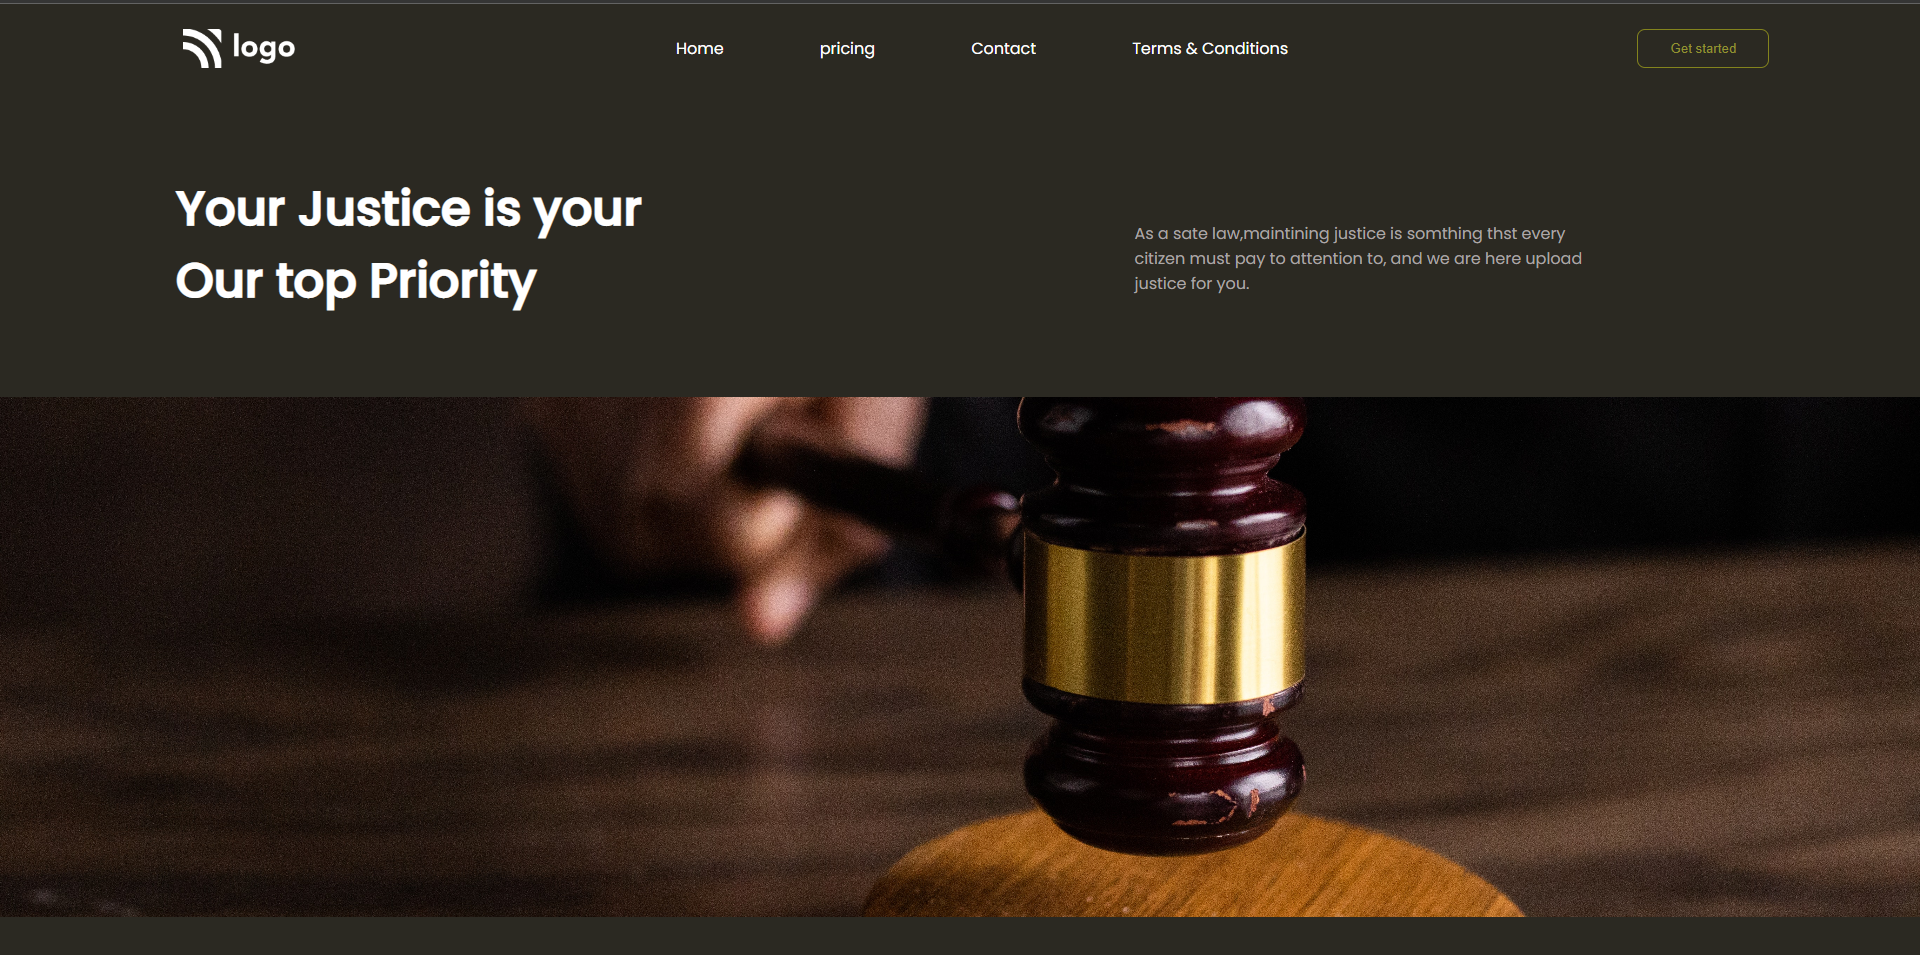 logo
Home
pricing
Contact
Terms & Conditions
Get started
Your Justice is your
Our top Priority
As a sate law,maintining justice is somthing thst every
citizen must pay to attention to, and we are here upload
justice for you.